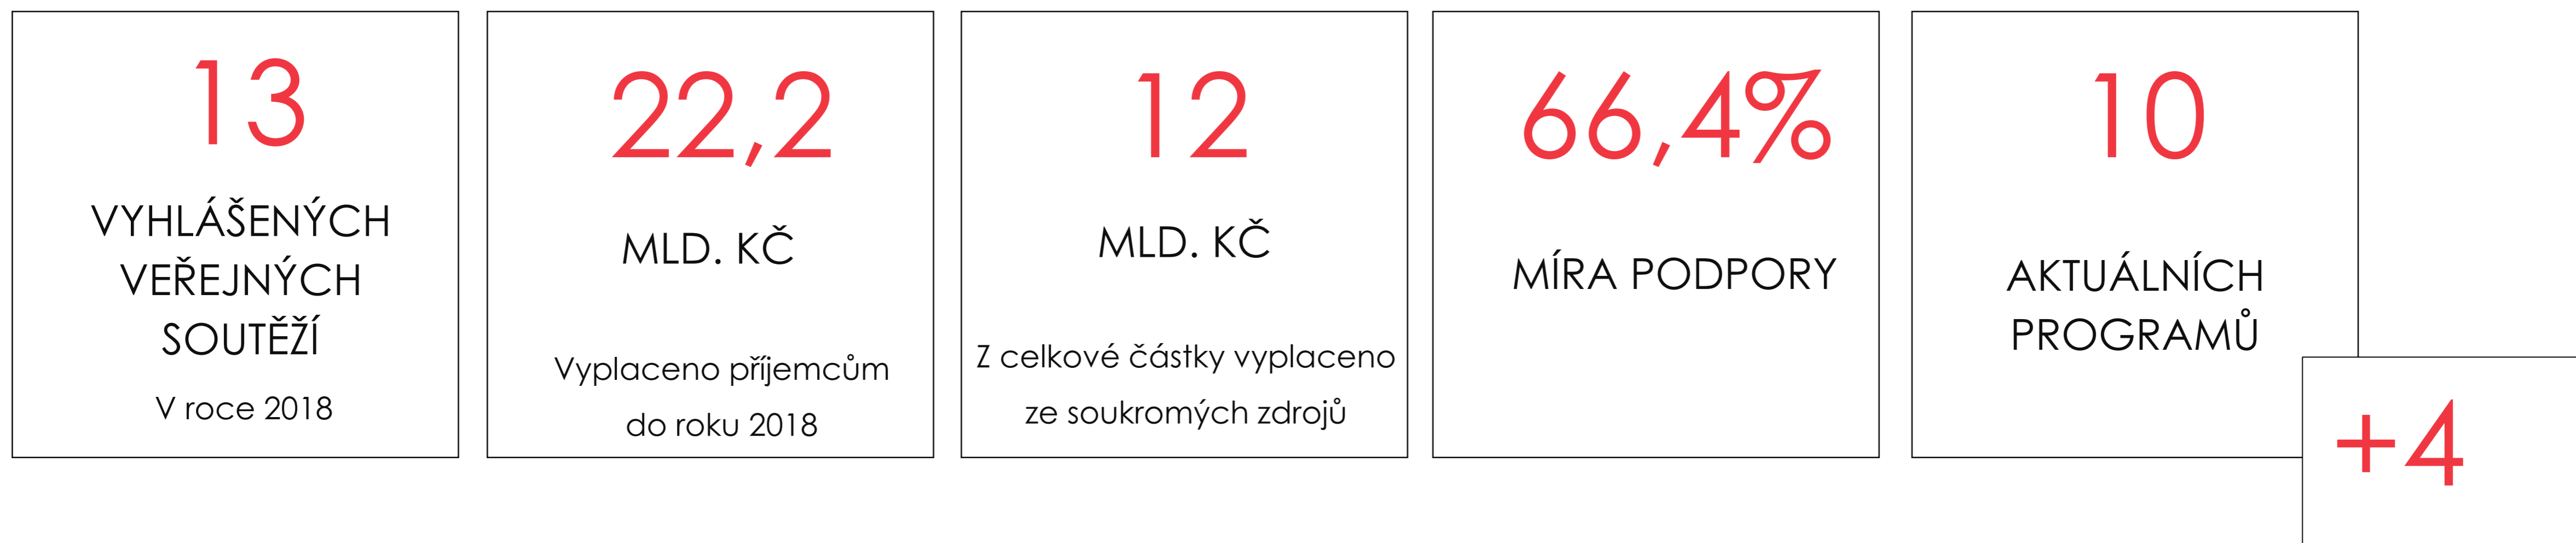 13
VYHLÁŠENÝCH
VEŘEJNÝCH
SOUTĚŽÍ
V roce 2018
22,2
MLD. KČ
Vyplaceno příjemcům
do roku 2018
12
MLD. KČ
Z celkové částky vyplaceno
ze soukromých zdrojů
66,4%
MÍRA PODPORY
10
AKTUÁLNÍCH
PROGRAMŮ
+4